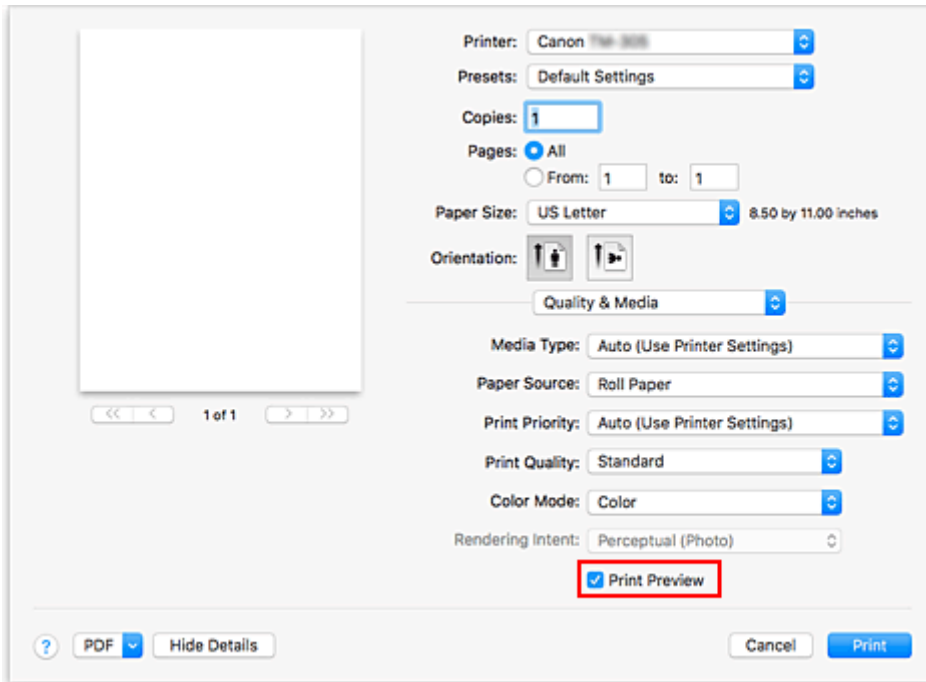 Printer: Canon
Presets: Default Settings
Copies: 1
Pages: All
From: 1 to: 1
Paper Size: US Letter 8.50 by 11.00 inches
Orientation:
Quality & Media
Media Type: Auto (Use Printer Settings)
Paper Source: Roll Paper
<< < 1 of 1 > >>
Print Priority: Auto (Use Printer Settings)
Print Quality: Standard
Color Mode: Color
Rendering Intent: Perceptual (Photo)
Print Preview
? PDF Hide Details Cancel Print